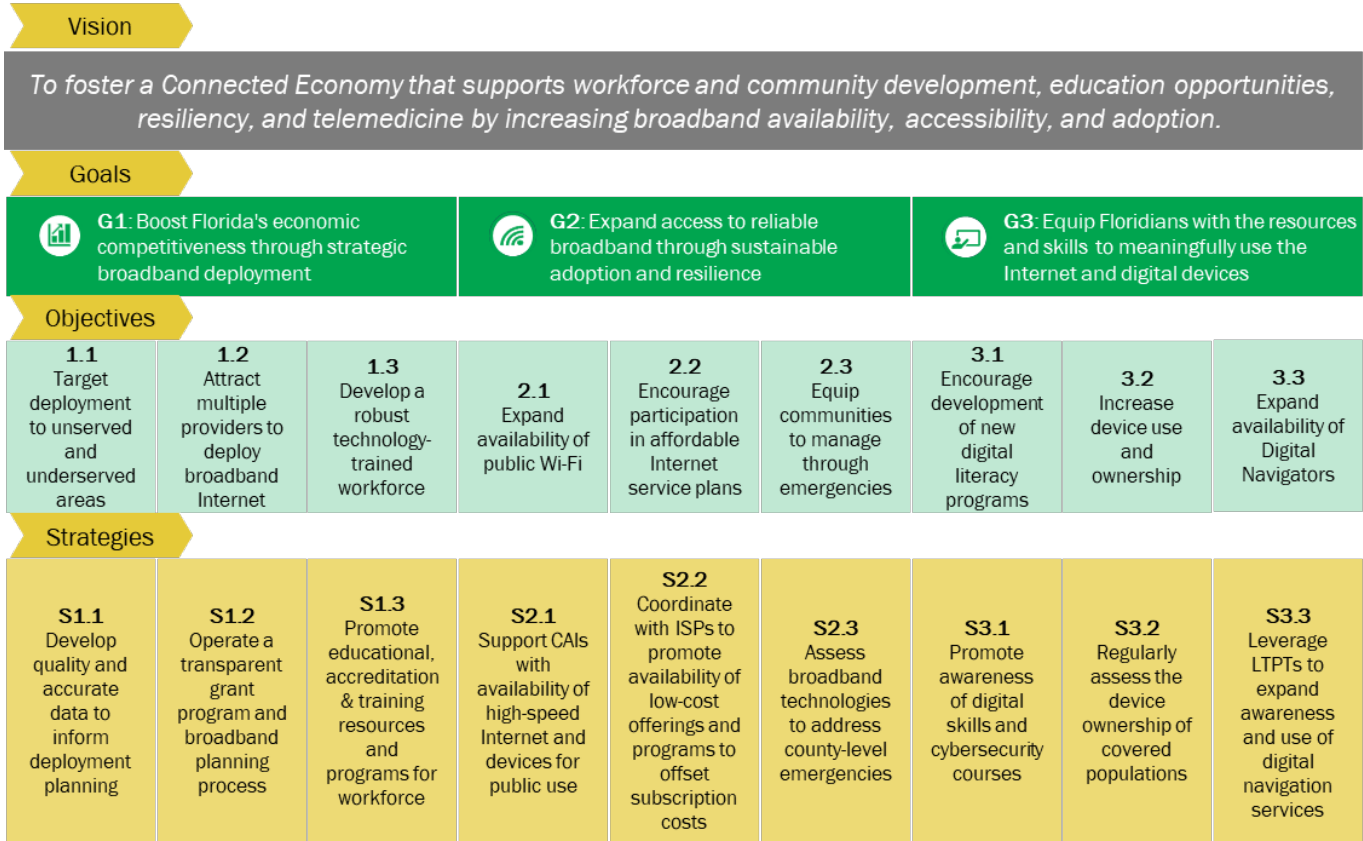 Vision
To foster a Connected Economy that supports workforce and community development, education opportunities,
resiliency, and telemedicine by increasing broadband availability, accessibility, and adoption.
Goals
G1: Boost Florida's economic
competitiveness through strategic
broadband deployment
G2: Expand access to reliable
broadband through sustainable
adoption and resilience
G3: Equip Floridians with the resources
and skills to meaningfully use the
Internet and digital devices
Objectives
1.1
Target
deployment
to unserved
and
underserved
areas
1.2
Attract
multiple
providers to
deploy
broadband
Internet
1.3
Develop a
robust
technology-
trained
workforce
2.1
Expand
availability of
public Wi-Fi
2.2
Encourage
participation
in affordable
Internet
service plans
2.3
Equip
communities
to manage
through
emergencies
3.1
Encourage
development
of new
digital
literacy
programs
3.2
Increase
device use
and
ownership
3.3
Expand
availability of
Digital
Navigators
Strategies
S1.1
Develop
quality and
accurate
data to
inform
deployment
planning
S1.2
Operate a
transparent
grant
program and
broadband
planning
process
S1.3
Promote
educational,
accreditation
& training
resources
and
programs for
workforce
S2.1
Support CAIs
with
availability of
high-speed
Internet and
devices for
public use
S2.2
Coordinate
with ISPs to
promote
availability of
low-cost
offerings and
programs to
offset
subscription
costs
S2.3
Assess
broadband
technologies
to address
county-level
emergencies
S3.1
Promote
awareness
of digital
skills and
cybersecurity
courses
S3.2
Regularly
assess the
device
ownership of
covered
populations
S3.3
Leverage
LTPTs to
expand
awareness
and use of
digital
navigation
services